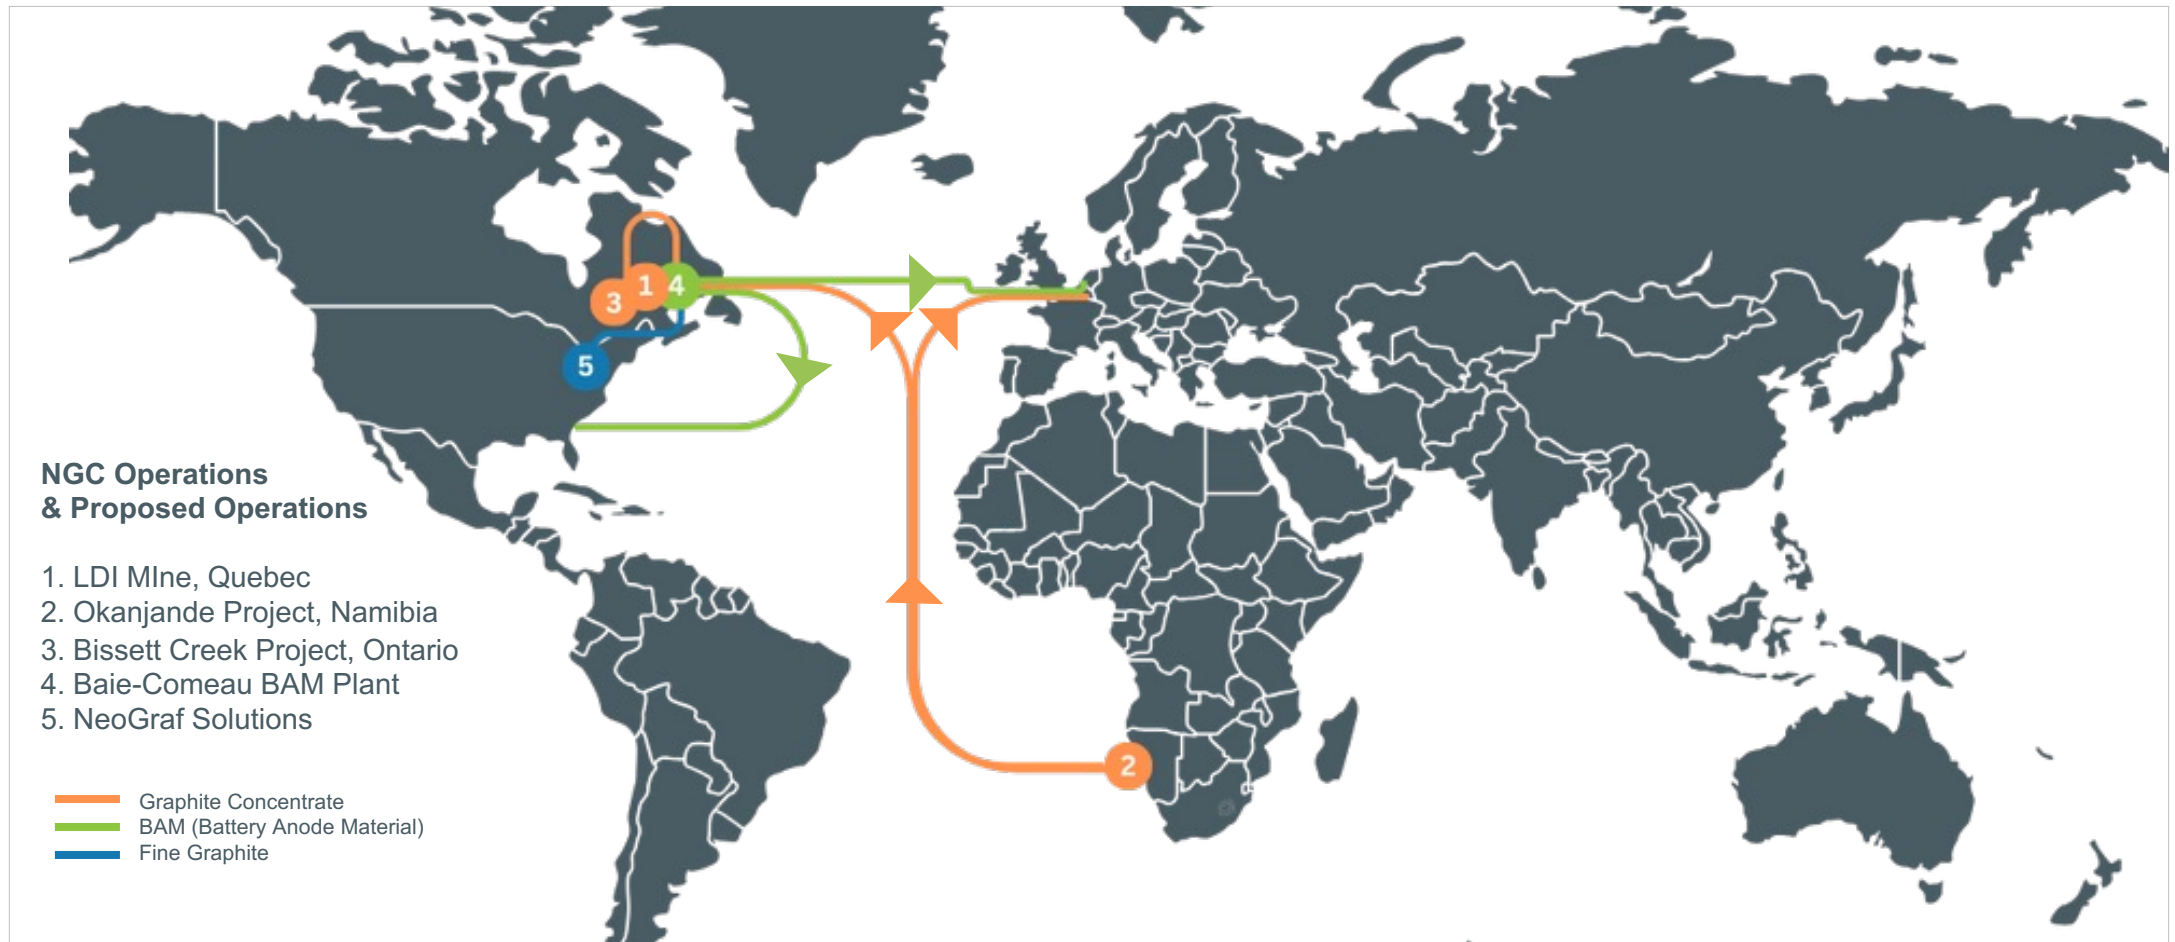 1
4
3
5
NGC Operations
& Proposed Operations
1. LDI MIne, Quebec
2. Okanjande Project, Namibia
3. Bissett Creek Project, Ontario
4. Baie-Comeau BAM Plant
5. NeoGraf Solutions
2
Graphite Concentrate
BAM (Battery Anode Material)
Fine Graphite